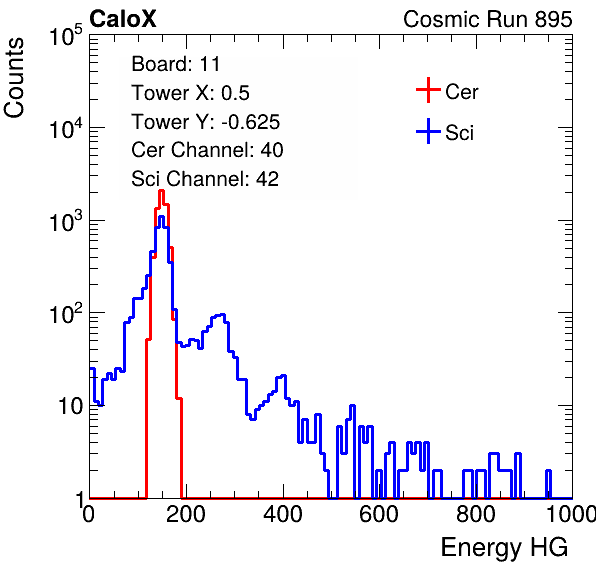 CaloX Cosmic Run 895
Counts
10^5
10^4
10^3
10^2
10
1
Board: 11
Tower X: 0.5
Tower Y: -0.625
Cer Channel: 40
Sci Channel: 42
Cer
Sci
0 200 400 600 800 1000
Energy HG